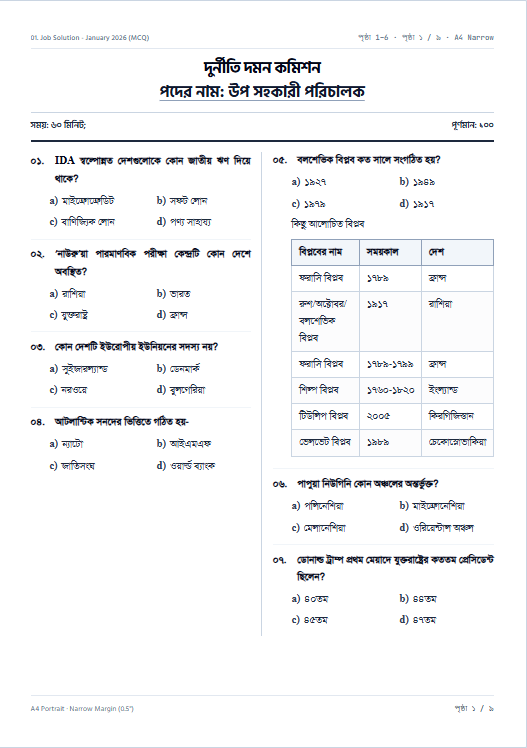 01. Job Solution - January 2026 (MCQ)
পৃষ্ঠা 1-6 · পৃষ্ঠা ১ / ৯ · A4 Narrow
দুর্নীতি দমন কমিশন
পদের নাম: উপ সহকারী পরিচালক
সময়: ৬০ মিনিট;
পূর্ণমান: ১০০
০১. IDA স্বল্পোন্নত দেশগুলোকে কোন জাতীয় ঋণ দিয়ে
থাকে?
a) মাইক্রোক্রেডিট b) সফট লোন
c) বাণিজ্যিক লোন d) পণ্য সাহায্য
০২. 'নাউরু'য়া পারমাণবিক পরীক্ষা কেন্দ্রটি কোন দেশে
অবস্থিত?
a) রাশিয়া b) ভারত
c) যুক্তরাষ্ট্র d) ফ্রান্স
০৩. কোন দেশটি ইউরোপীয় ইউনিয়নের সদস্য নয়?
a) সুইজারল্যান্ড b) ডেনমার্ক
c) নরওয়ে d) বুলগেরিয়া
০৪. আটলান্টিক সনদের ভিত্তিতে গঠিত হয়-
a) ন্যাটো b) আইএমএফ
c) জাতিসংঘ d) ওয়ার্ল্ড ব্যাংক
০৫. বলশেভিক বিপ্লব কত সালে সংগঠিত হয়?
a) ১৯২৭ b) ১৯৪৯
c) ১৯৭৯ d) ১৯১৭
কিছু আলোচিত বিপ্লব
বিপ্লবের নাম সময়কাল দেশ
ফরাসি বিপ্লব ১৭৮৯ ফ্রান্স
রুশ/অক্টোবর/ ১৯১৭ রাশিয়া
বলশেভিক
বিপ্লব
ফরাসি বিপ্লব ১৭৮৯-১৭৯৯ ফ্রান্স
শিল্প বিপ্লব ১৭৬০-১৮২০ ইংল্যান্ড
টিউলিপ বিপ্লব ২০০৫ কিরগিজিস্তান
ভেলভেট বিপ্লব ১৯৮৯ চেকোস্লোভাকিয়া
০৬. পাপুয়া নিউগিনি কোন অঞ্চলের অন্তর্ভুক্ত?
a) পলিনেশিয়া b) মাইক্রোনেশিয়া
c) মেলানেশিয়া d) ওরিয়েন্টাল অঞ্চল
০৭. ডোনাল্ড ট্রাম্প প্রথম মেয়াদে যুক্তরাষ্ট্রের কততম প্রেসিডেন্ট
ছিলেন?
a) ৪০তম b) ৪৪তম
c) ৪৫তম d) ৪৭তম
A4 Portrait · Narrow Margin (0.5")
পৃষ্ঠা ১ / ৯